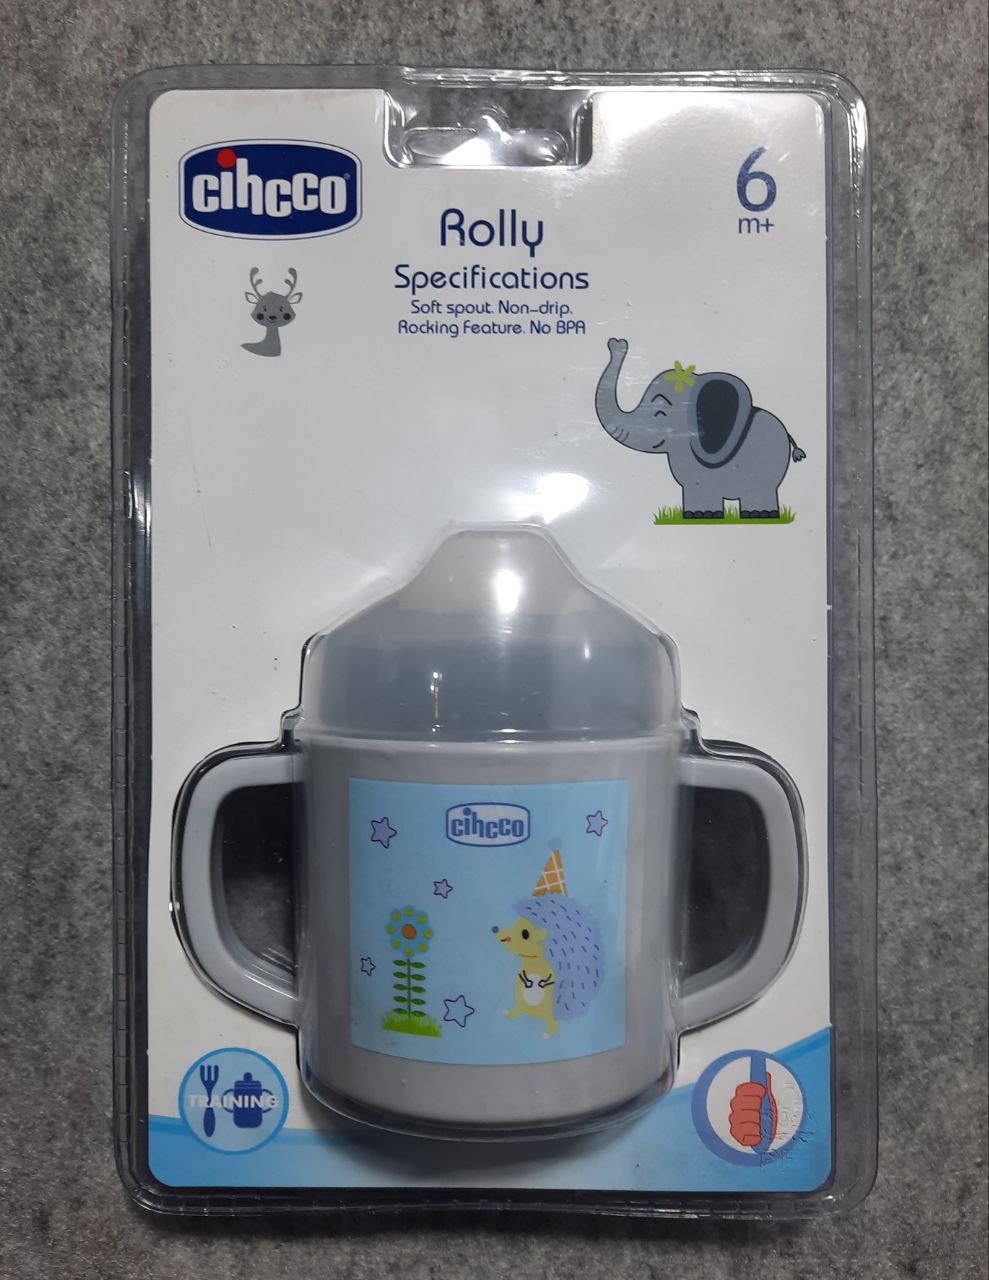 cihcco
6
m+
Rolly
Specifications
Soft spout. Non-drip.
Rocking Feature. No BPA
cihcco
TRAINING